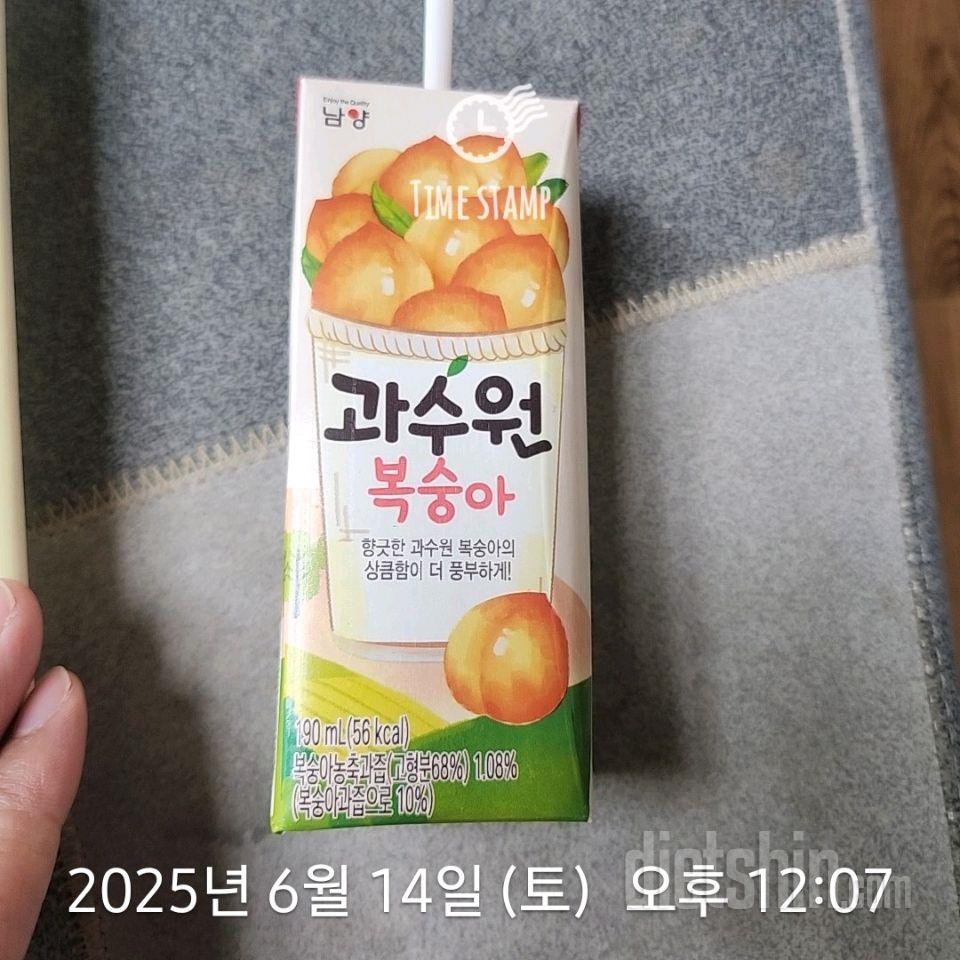 Enjoy the Quality
남양
TIME STAMP
과수원
복숭아
향긋한 과수원 복숭아의
상큼함이 더 풍부하게!
190 mL(56 kcal)
복숭아농축과즙(고형분68%) 1.08%
(복숭아과즙으로 10%)
dietshin.com
2025년 6월 14일 (토) 오후 12:07